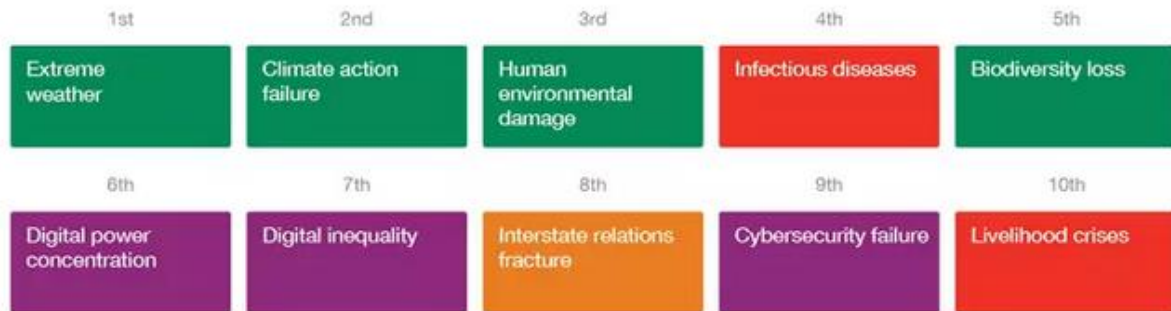 1st
2nd
3rd
4th
5th
Extreme
weather
Climate action
failure
Human
environmental
damage
Infectious diseases
Biodiversity loss
6th
7th
8th
9th
10th
Digital power
concentration
Digital inequality
Interstate relations
fracture
Cybersecurity failure
Livelihood crises